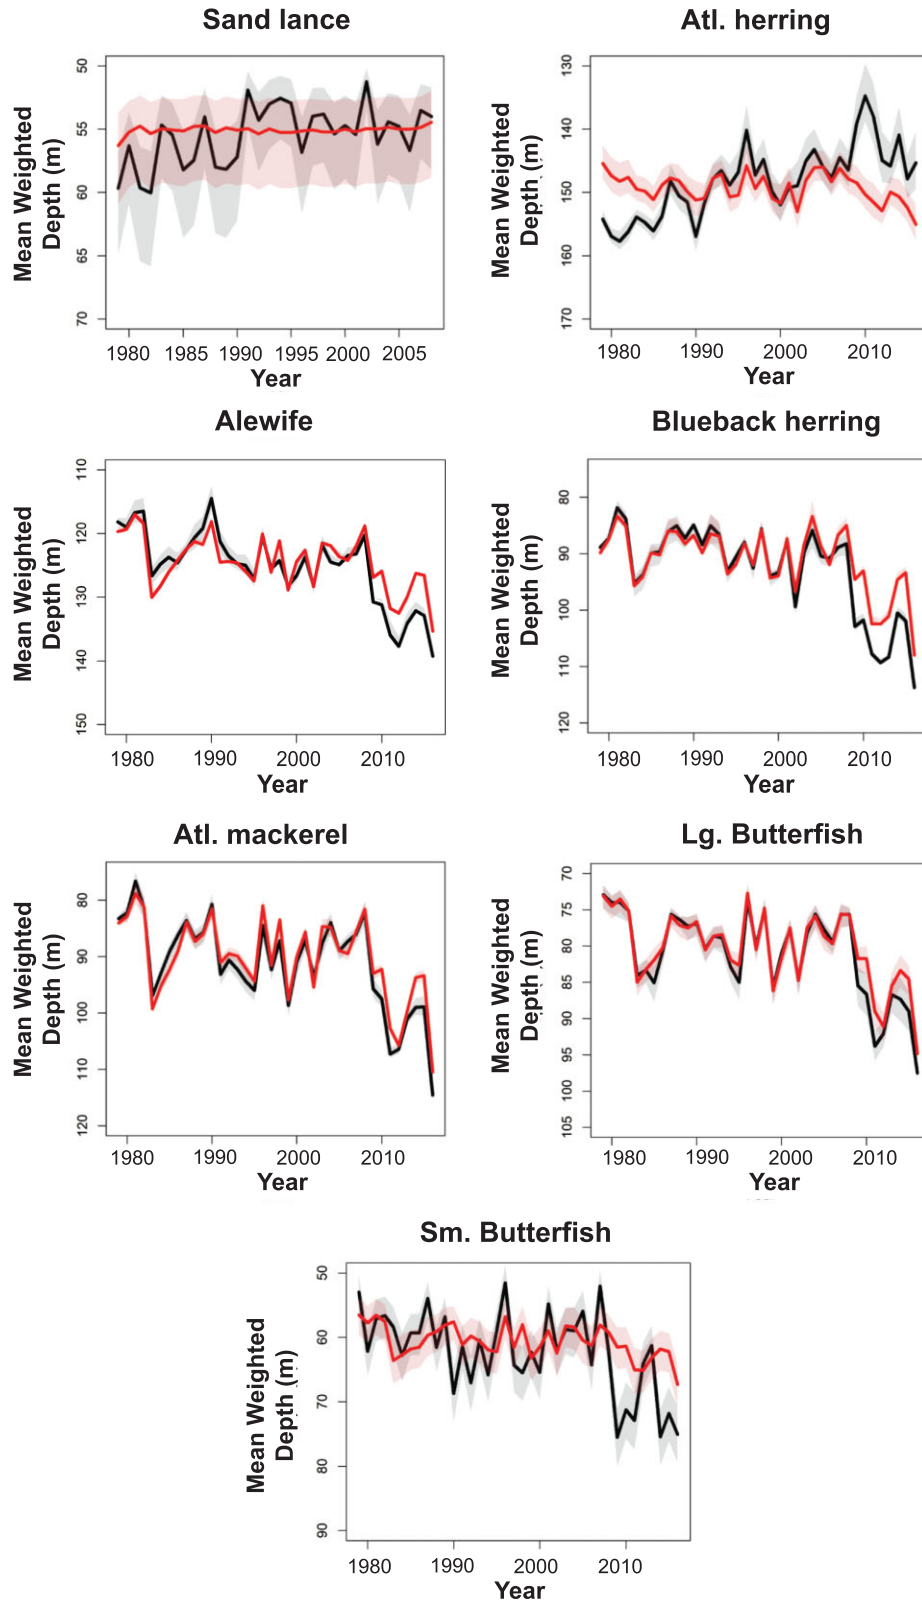 Sand lance
Atl. herring
Mean Weighted
Depth (m)
50
55
60
65
70
1980 1985 1990 1995 2000 2005
Year
Mean Weighted
Depth (m)
130
140
150
160
170
1980 1990 2000 2010
Year
Alewife
Blueback herring
Mean Weighted
Depth (m)
110
120
130
140
150
1980 1990 2000 2010
Year
Mean Weighted
Depth (m)
80
90
100
110
120
1980 1990 2000 2010
Year
Atl. mackerel
Lg. Butterfish
Mean Weighted
Depth (m)
80
90
100
110
120
1980 1990 2000 2010
Year
Mean Weighted
Depth (m)
70
75
80
85
90
95
100
105
1980 1990 2000 2010
Year
Sm. Butterfish
Mean Weighted
Depth (m)
50
60
70
80
90
1980 1990 2000 2010
Year